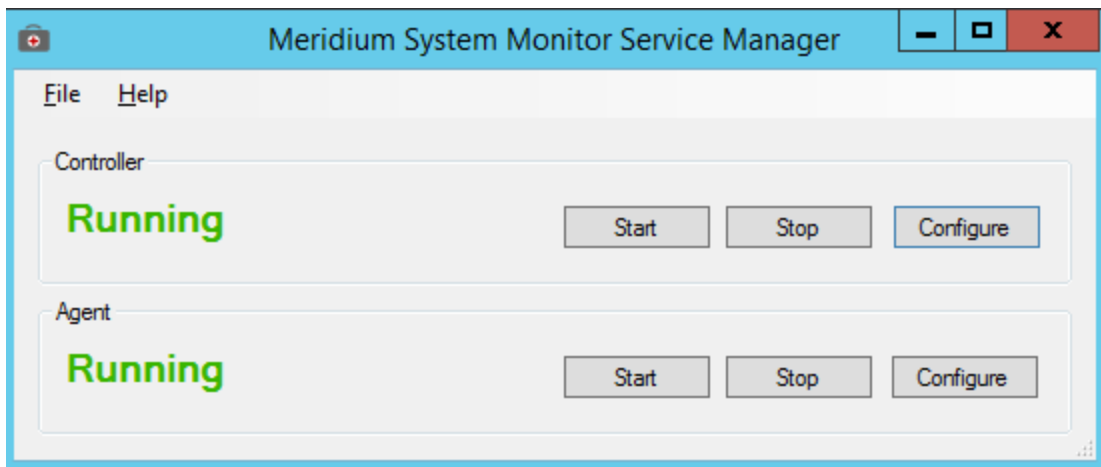 Meridium System Monitor Service Manager
File Help
Controller
Running
Start Stop Configure
Agent
Running
Start Stop Configure